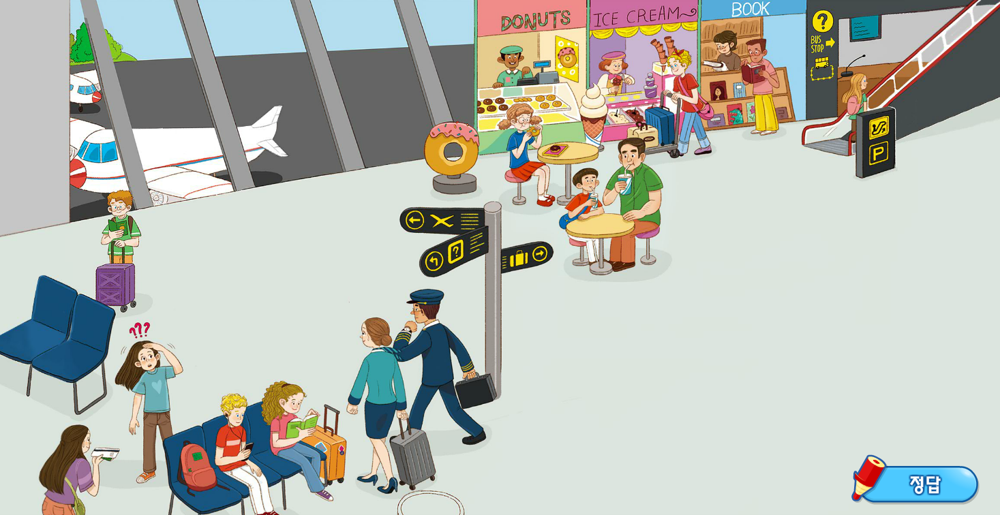 DONUTS
ICE CREAM
BOOK
?
BUS
STOP
P
?
???
정답